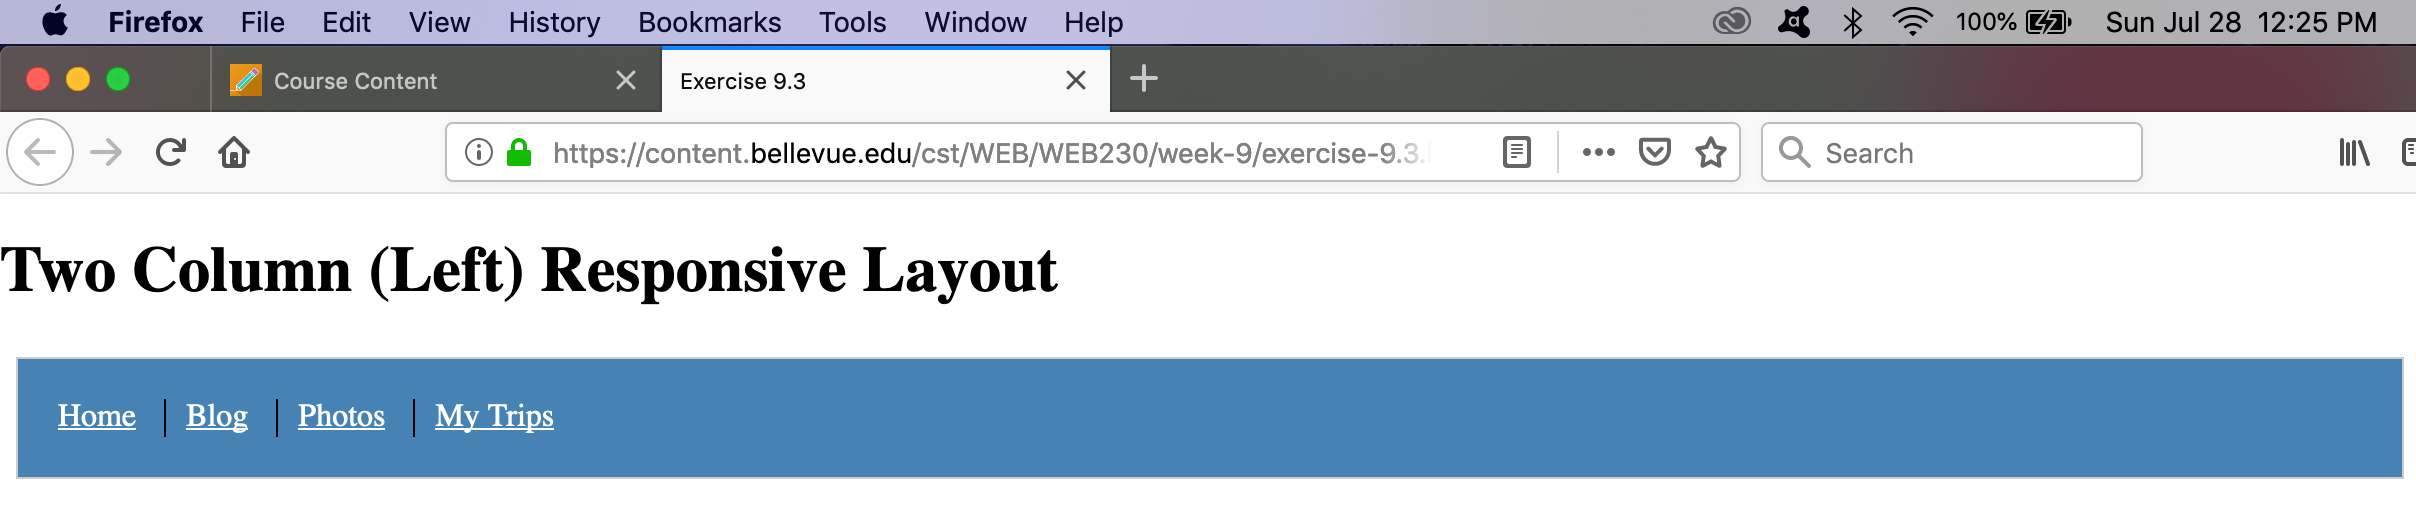 Firefox File Edit View History Bookmarks Tools Window Help 100% Sun Jul 28 12:25 PM
Course Content Exercise 9.3
https://content.bellevue.edu/cst/WEB/WEB230/week-9/exercise-9.3. Search
Two Column (Left) Responsive Layout
Home Blog Photos My Trips